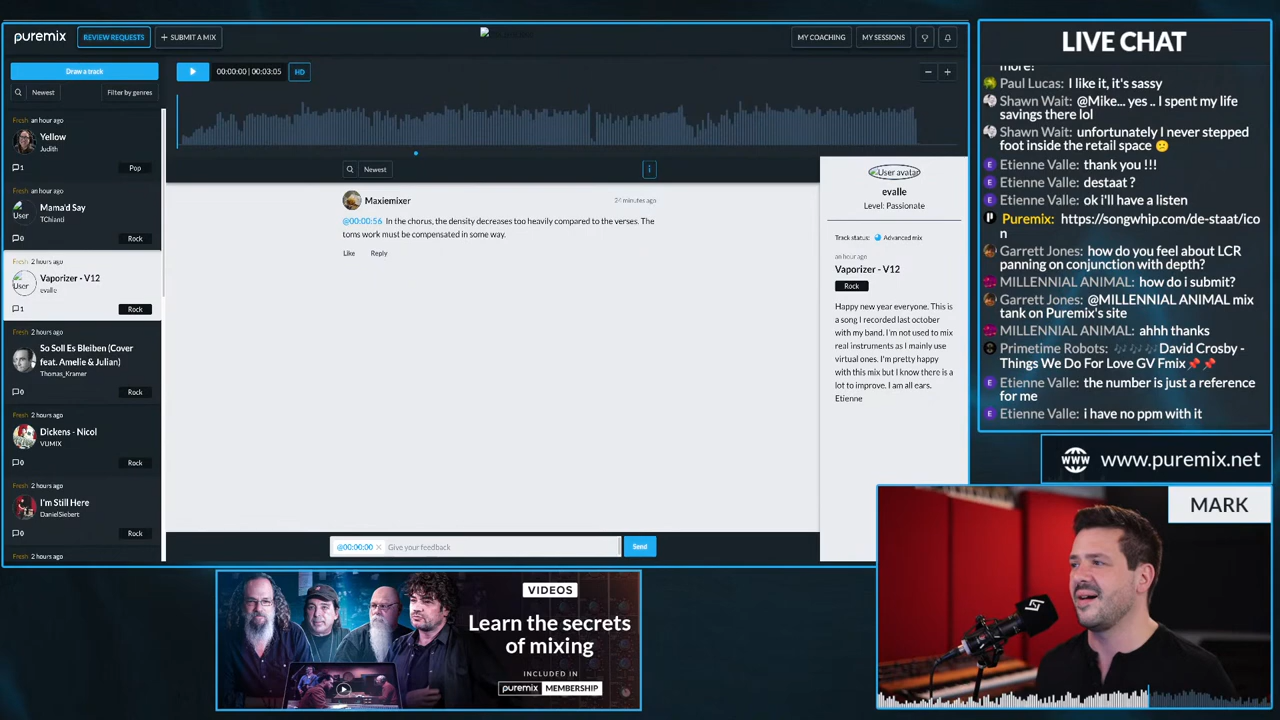 puremix
REVIEW REQUESTS
+ SUBMIT A MIX
MY COACHING
MY SESSIONS
Draw a track
Newest
Filter by genres
Fresh an hour ago
Yellow
Judith
1
Pop
Fresh an hour ago
User
Mama'd Say
TChianti
0
Rock
Fresh 2 hours ago
User
Vaporizer - V12
evalle
1
Rock
Fresh 2 hours ago
So Soll Es Bleiben (Cover
feat. Amelie & Julian)
Thomas_Kramer
0
Rock
Fresh 2 hours ago
Dickens - Nicol
VUMIX
0
Rock
Fresh 2 hours ago
I'm Still Here
DanielSiebert
0
Rock
Fresh 2 hours ago
00:00:00 | 00:03:05
HD
Newest
Maxiemixer
24 minutes ago
@00:00:56 In the chorus, the density decreases too heavily compared to the verses. The
toms work must be compensated in some way.
Like Reply
@00:00:00 × Give your feedback
Send
User avatar
evalle
Level: Passionate
Track status: Advanced mix
an hour ago
Vaporizer - V12
Rock
Happy new year everyone. This is
a song I recorded last october
with my band. I'm not used to mix
real instruments as I mainly use
virtual ones. I'm pretty happy
with this mix but I know there is a
lot to improve. I am all ears.
Etienne
LIVE CHAT
more!
Paul Lucas: I like it, it's sassy
Shawn Wait: @Mike... yes .. I spent my life
savings there lol
Shawn Wait: unfortunately I never stepped
foot inside the retail space 😕
Etienne Valle: thank you !!!
Etienne Valle: destaat ?
Etienne Valle: ok i'll have a listen
Puremix: https://songwhip.com/de-staat/ico
n
Garrett Jones: how do you feel about LCR
panning on conjunction with depth?
MILLENNIAL ANIMAL: how do i submit?
Garrett Jones: @MILLENNIAL ANIMAL mix
tank on Puremix's site
MILLENNIAL ANIMAL: ahhh thanks
Primetime Robots: 🎶🎶🎶David Crosby -
Things We Do For Love GV Fmix📌📌
Etienne Valle: the number is just a reference
for me
Etienne Valle: i have no ppm with it
WWW
www.puremix.net
MARK
VIDEOS
Learn the secrets
of mixing
INCLUDED IN
puremix MEMBERSHIP